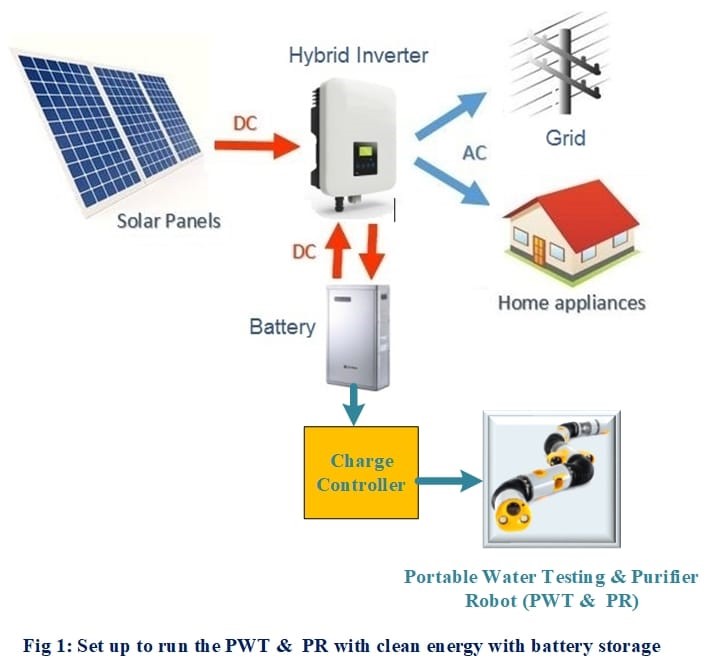 Hybrid Inverter
DC
Grid
AC
Solar Panels
DC
Home appliances
Battery
Charge
Controller
Portable Water Testing & Purifier
Robot (PWT & PR)
Fig 1: Set up to run the PWT & PR with clean energy with battery storage